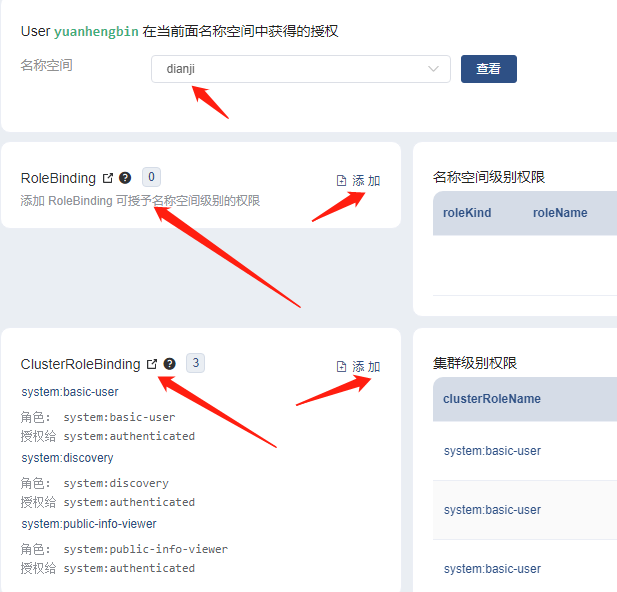 User yuanhengbin 在当前面名称空间中获得的授权
名称空间
dianji
查看
RoleBinding 0
添 加
添加 RoleBinding 可授予名称空间级别的权限
名称空间级别权限
roleKind roleName
ClusterRoleBinding 3
添 加
system:basic-user
角色: system:basic-user
授权给 system:authenticated
system:discovery
角色: system:discovery
授权给 system:authenticated
system:public-info-viewer
角色: system:public-info-viewer
授权给 system:authenticated
集群级别权限
clusterRoleName
system:basic-user
system:basic-user
system:basic-user